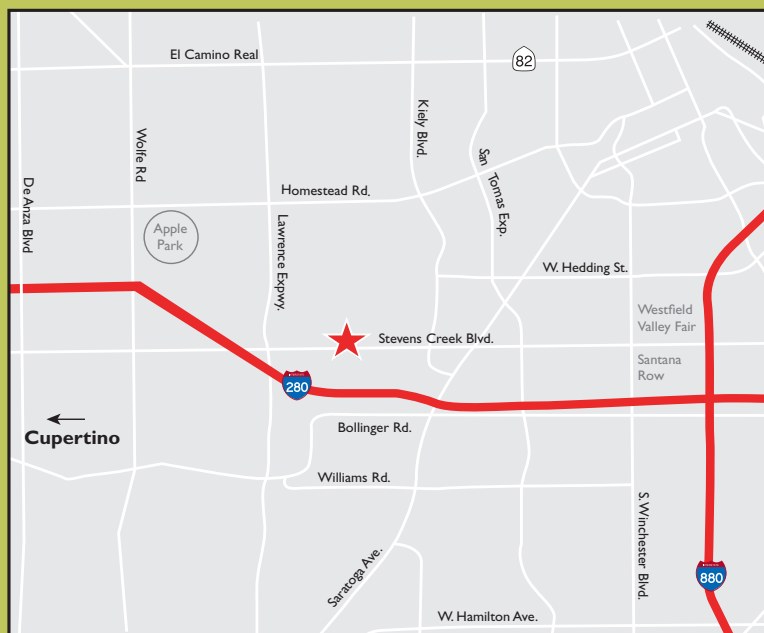 El Camino Real
82
Kiely Blvd.
Wolfe Rd
San Tomas Exp.
De Anza Blvd
Homestead Rd.
Apple
Park
Lawrence Expwy.
W. Hedding St.
Westfield
Valley Fair
Stevens Creek Blvd.
Santana
Row
280
Cupertino
Bollinger Rd.
Williams Rd.
S. Winchester Blvd.
Saratoga Ave.
880
W. Hamilton Ave.